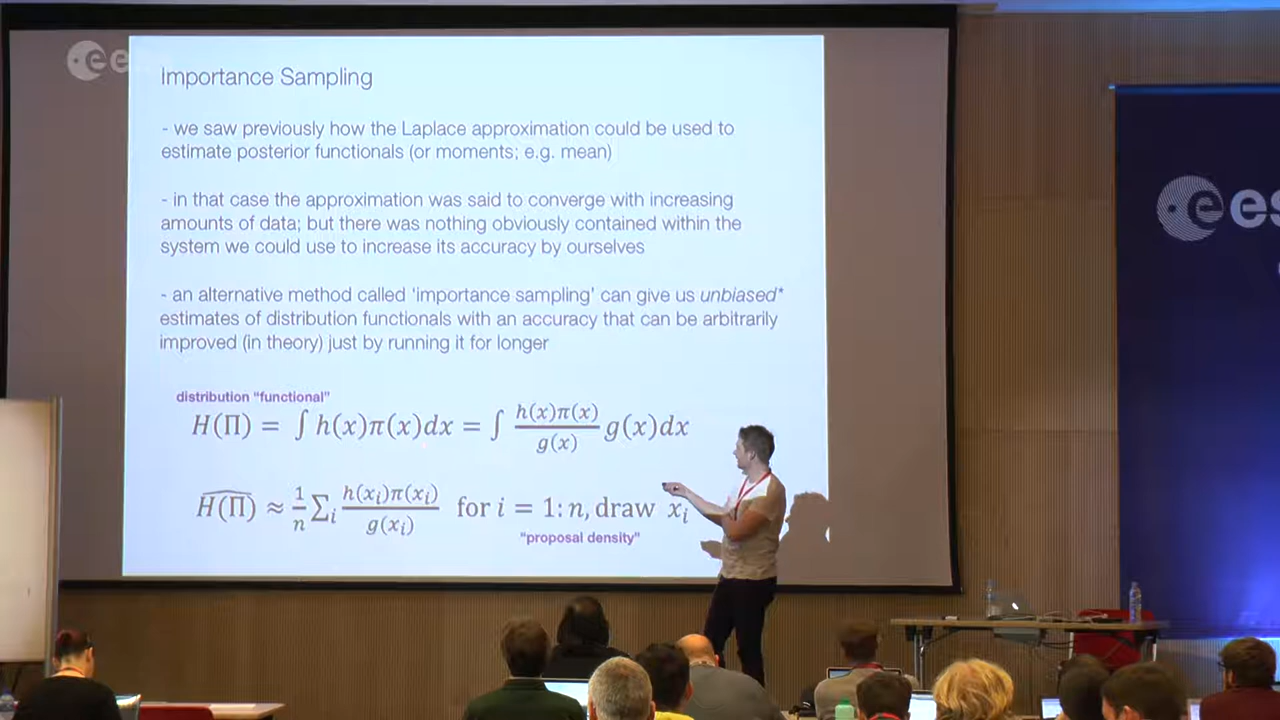 ee
Importance Sampling
- we saw previously how the Laplace approximation could be used to
estimate posterior functionals (or moments; e.g. mean)
- in that case the approximation was said to converge with increasing
amounts of data; but there was nothing obviously contained within the
system we could use to increase its accuracy by ourselves
- an alternative method called ‘importance sampling’ can give us unbiased*
estimates of distribution functionals with an accuracy that can be arbitrarily
improved (in theory) just by running it for longer
distribution “functional”
H(Π) = ∫ h(x)π(x)dx = ∫ h(x)π(x)/g(x) g(x)dx
Ĥ(Π) ≈ 1/n Σᵢ h(xᵢ)π(xᵢ)/g(xᵢ) for i = 1: n, draw xᵢ
“proposal density”
es